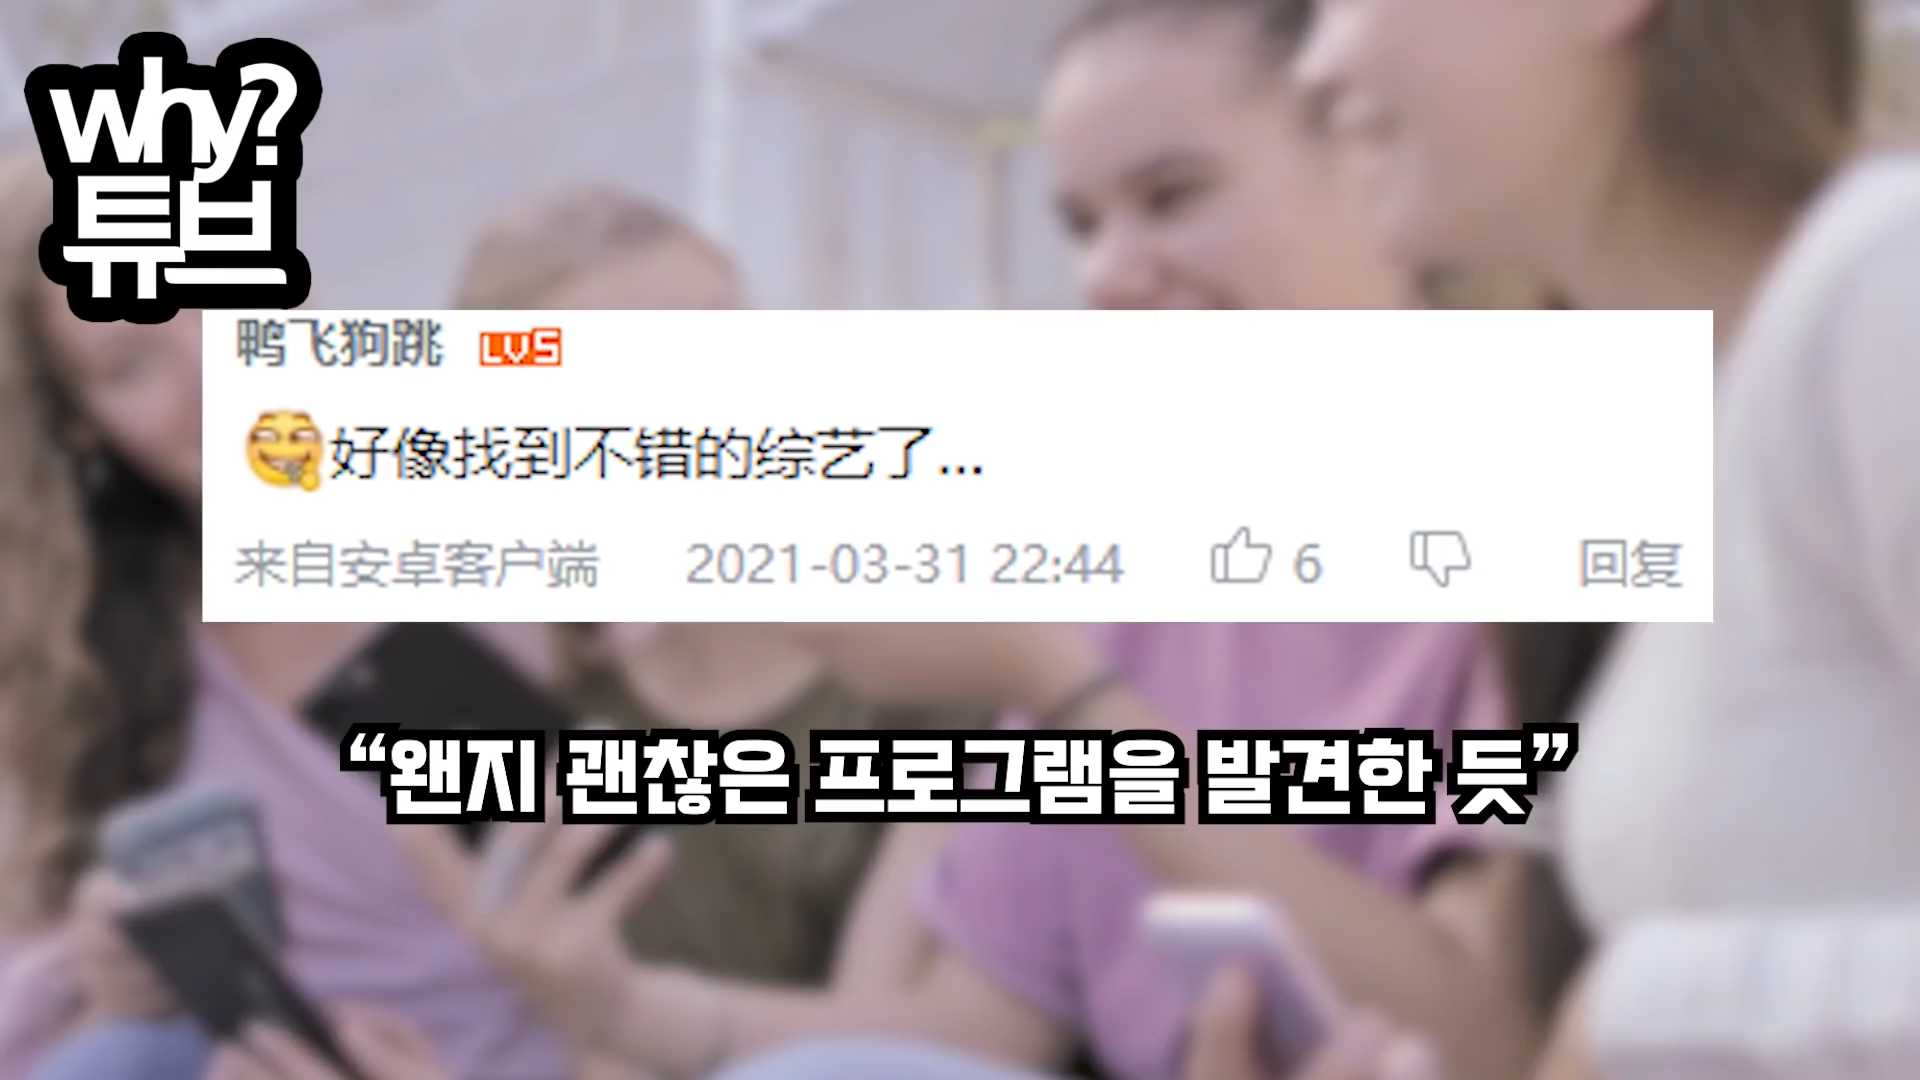 why?
튜브
鸭飞狗跳 LV5
好像找到不错的综艺了...
来自安卓客户端 2021-03-31 22:44 6 回复
“왠지 괜찮은 프로그램을 발견한 듯”